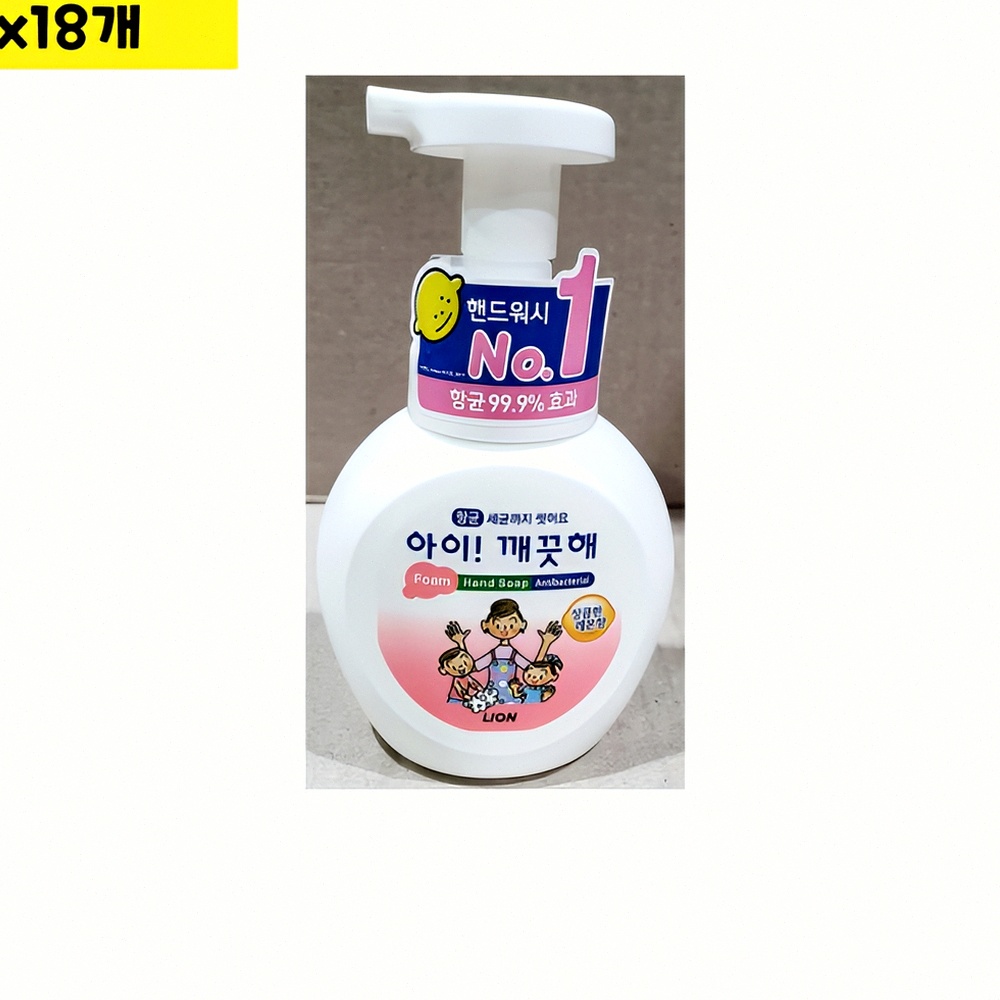 x18개
핸드워시
No.1
항균 99.9% 효과
항균 세균까지 씻어요
아이! 깨끗해
Foam Hand Soap Antibacterial
상큼한
레몬향
LION